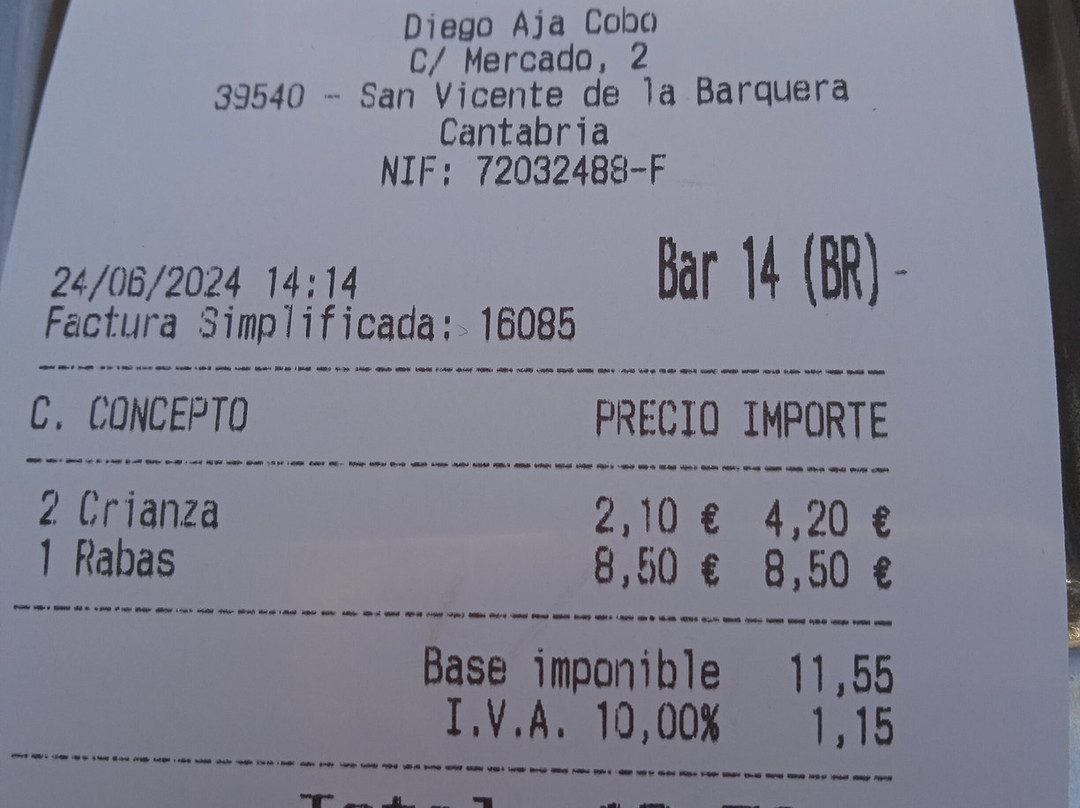 Diego Aja Cobo
C/ Mercado, 2
39540 - San Vicente de la Barquera
Cantabria
NIF: 72032488-F
Bar 14 (BR) -
24/06/2024 14:14
Factura Simplificada: 16085
C. CONCEPTO PRECIO IMPORTE
2 Crianza 2,10 € 4,20 €
1 Rabas 8,50 € 8,50 €
Base imponible 11,55
I.V.A. 10,00% 1,15